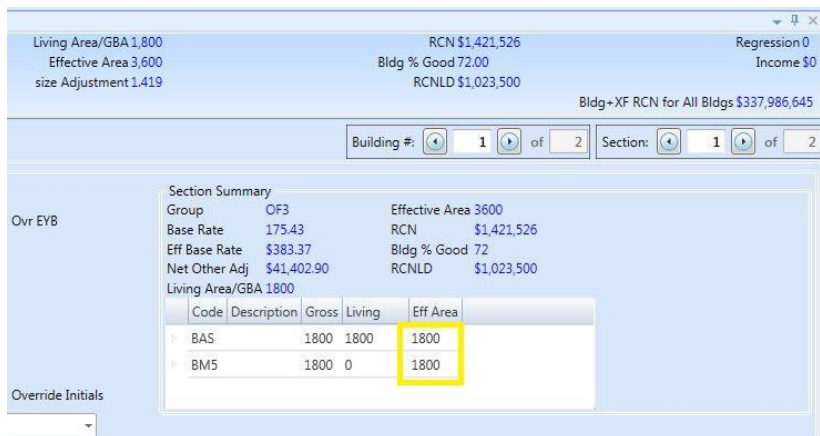 Living Area/GBA 1,800 RCN $1,421,526 Regression 0
Effective Area 3,600 Bldg % Good 72.00 Income $0
size Adjustment 1.419 RCNLD $1,023,500
Bldg+XF RCN for All Bldgs $337,986,645
Building #: 1 of 2 Section: 1 of 2
Section Summary
Group OF3 Effective Area 3600
Ovr EYB
Base Rate 175.43 RCN $1,421,526
Eff Base Rate $383.37 Bldg % Good 72
Net Other Adj $41,402.90 RCNLD $1,023,500
Living Area/GBA 1800
Code Description Gross Living Eff Area
BAS 1800 1800 1800
BM5 1800 0 1800
Override Initials